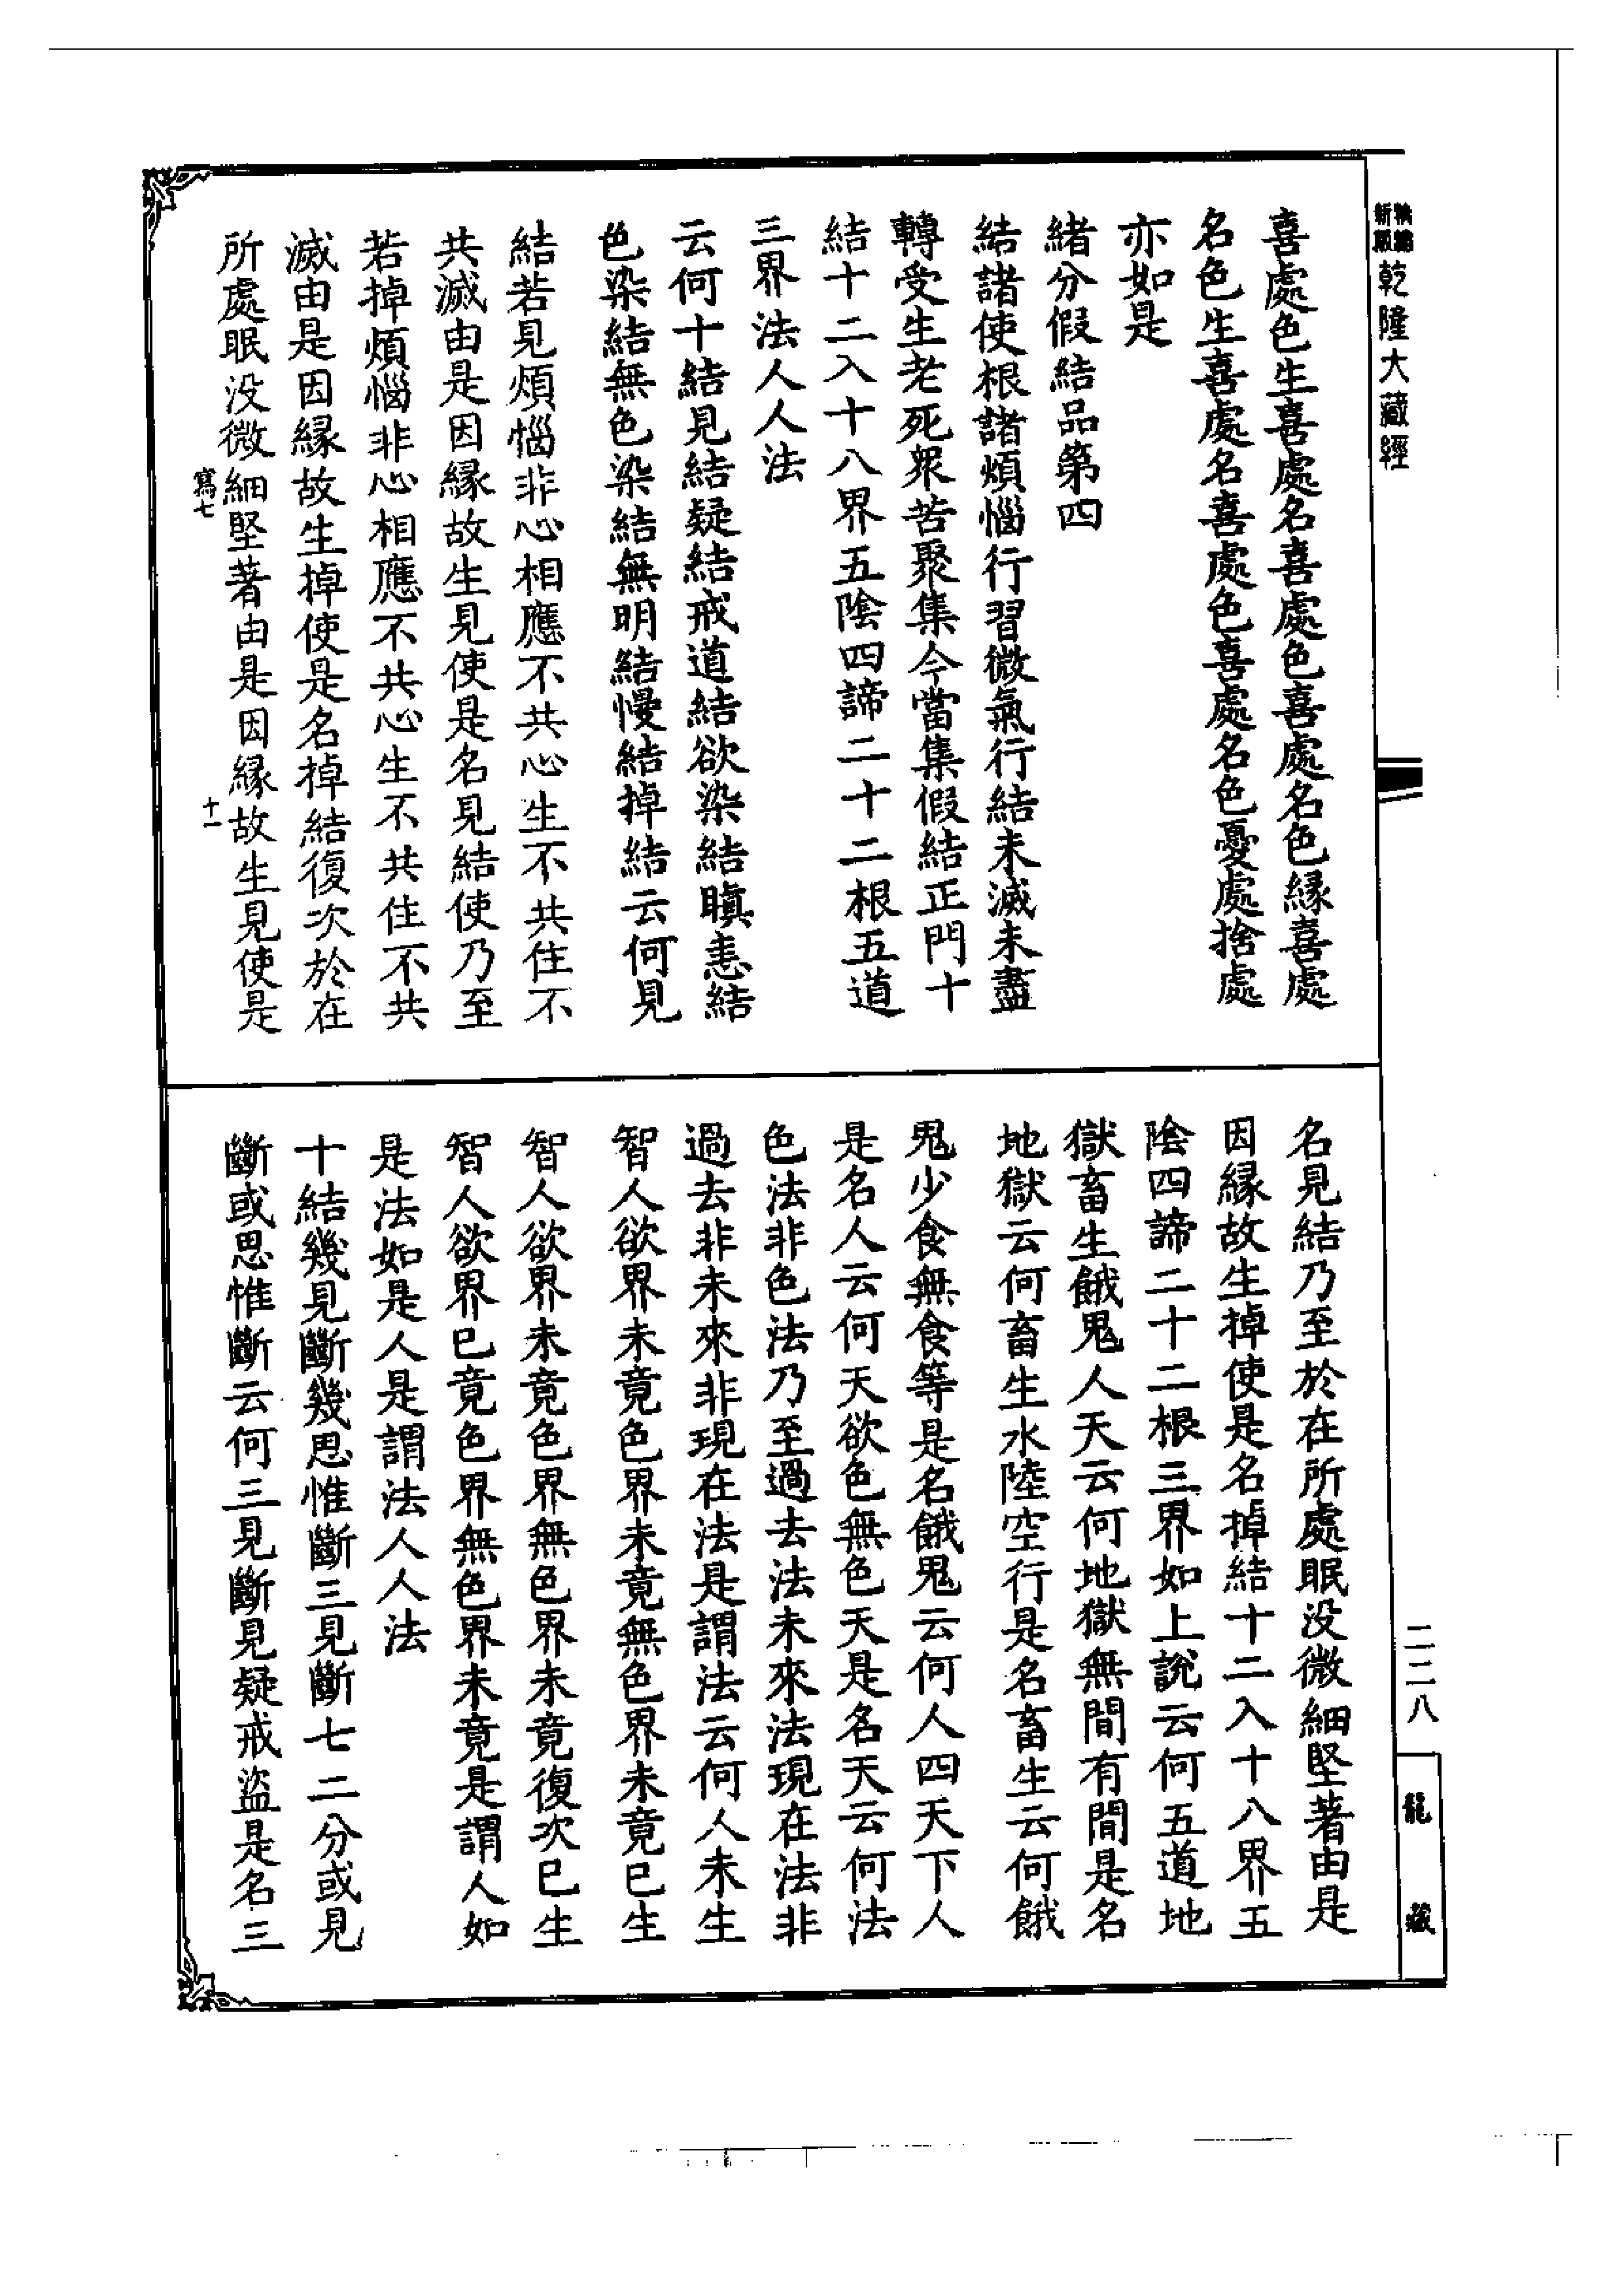 新編縮版
乾隆大藏經
喜處色生喜處名喜處色喜處名色緣喜處
名色生喜處名喜處色喜處名色憂處捨處
亦如是
緒分假結品第四
結諸使根諸煩惱行習微氣行結未滅未盡
轉受生老死眾苦聚集今當集假結正門十
結十二入十八界五陰四諦二十二根五道
三界法人人法
云何十結見結疑結戒道結欲染結瞋恚結
色染結無色染結無明結慢結掉結云何見
結若見煩惱非心相應不共心生不共住不
共滅由是因緣故生見使是名見結使乃至
若掉煩惱非心相應不共心生不共住不共
滅由是因緣故生掉使是名掉結復次於在
所處眠没微細堅著由是因緣故生見使是
寫七
十一
名見結乃至於在所處眠没微細堅著由是
因緣故生掉使是名掉結十二入十八界五
陰四諦二十二根三界如上說云何五道地
獄畜生餓鬼人天云何地獄無間有間是名
地獄云何畜生水陸空行是名畜生云何餓
鬼少食無食等是名餓鬼云何人四天下人
是名人云何天欲色無色天是名天云何法
色法非色法乃至過去法未來法現在法非
過去非未來非現在法是謂法云何人未生
智人欲界未竟色界未竟無色界未竟已生
智人欲界未竟色界無色界未竟復次已生
智人欲界已竟色界無色界未竟是謂人如
是法如是人是謂法人人法
十結幾見斷幾思惟斷三見斷七二分或見
斷或思惟斷云何三見斷見疑戒盜是名三
二二八
龍藏